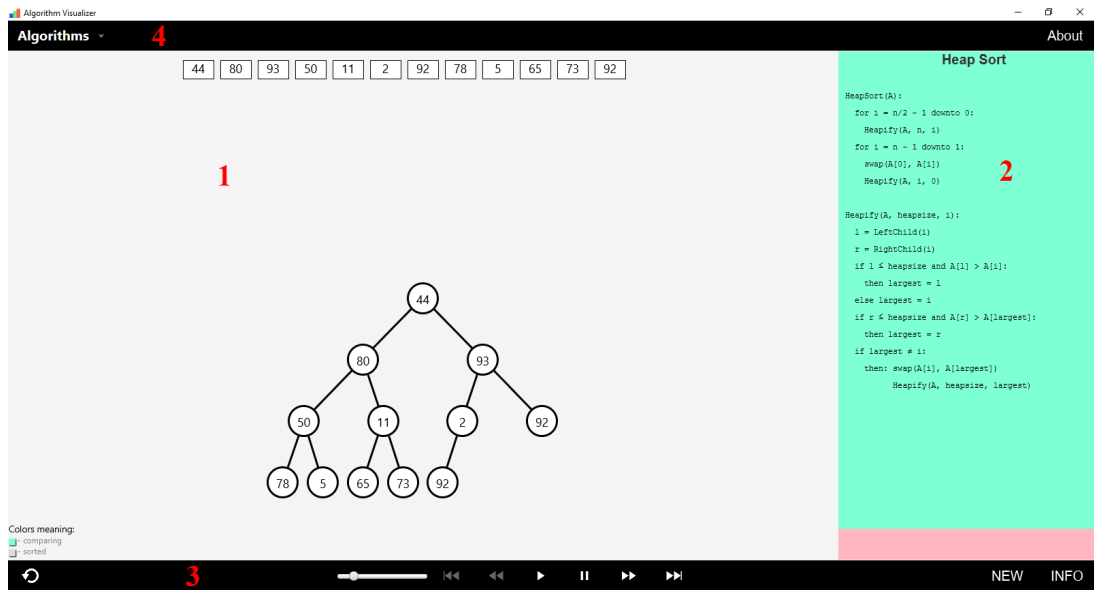 Algorithm Visualizer
Algorithms 4 About
44 80 93 50 11 2 92 78 5 65 73 92
1
44
80 93
50 11 2 92
78 5 65 73 92
Colors meaning:
- comparing
- sorted
Heap Sort
HeapSort(A):
for i = n/2 - 1 downto 0:
Heapify(A, n, i)
for i = n - 1 downto 1:
swap(A[0], A[i])
Heapify(A, i, 0)
2
Heapify(A, heapsize, i):
l = LeftChild(i)
r = RightChild(i)
if l ≤ heapsize and A[l] > A[i]:
then largest = l
else largest = i
if r ≤ heapsize and A[r] > A[largest]:
then largest = r
if largest ≠ i:
then: swap(A[i], A[largest])
Heapify(A, heapsize, largest)
3 NEW INFO